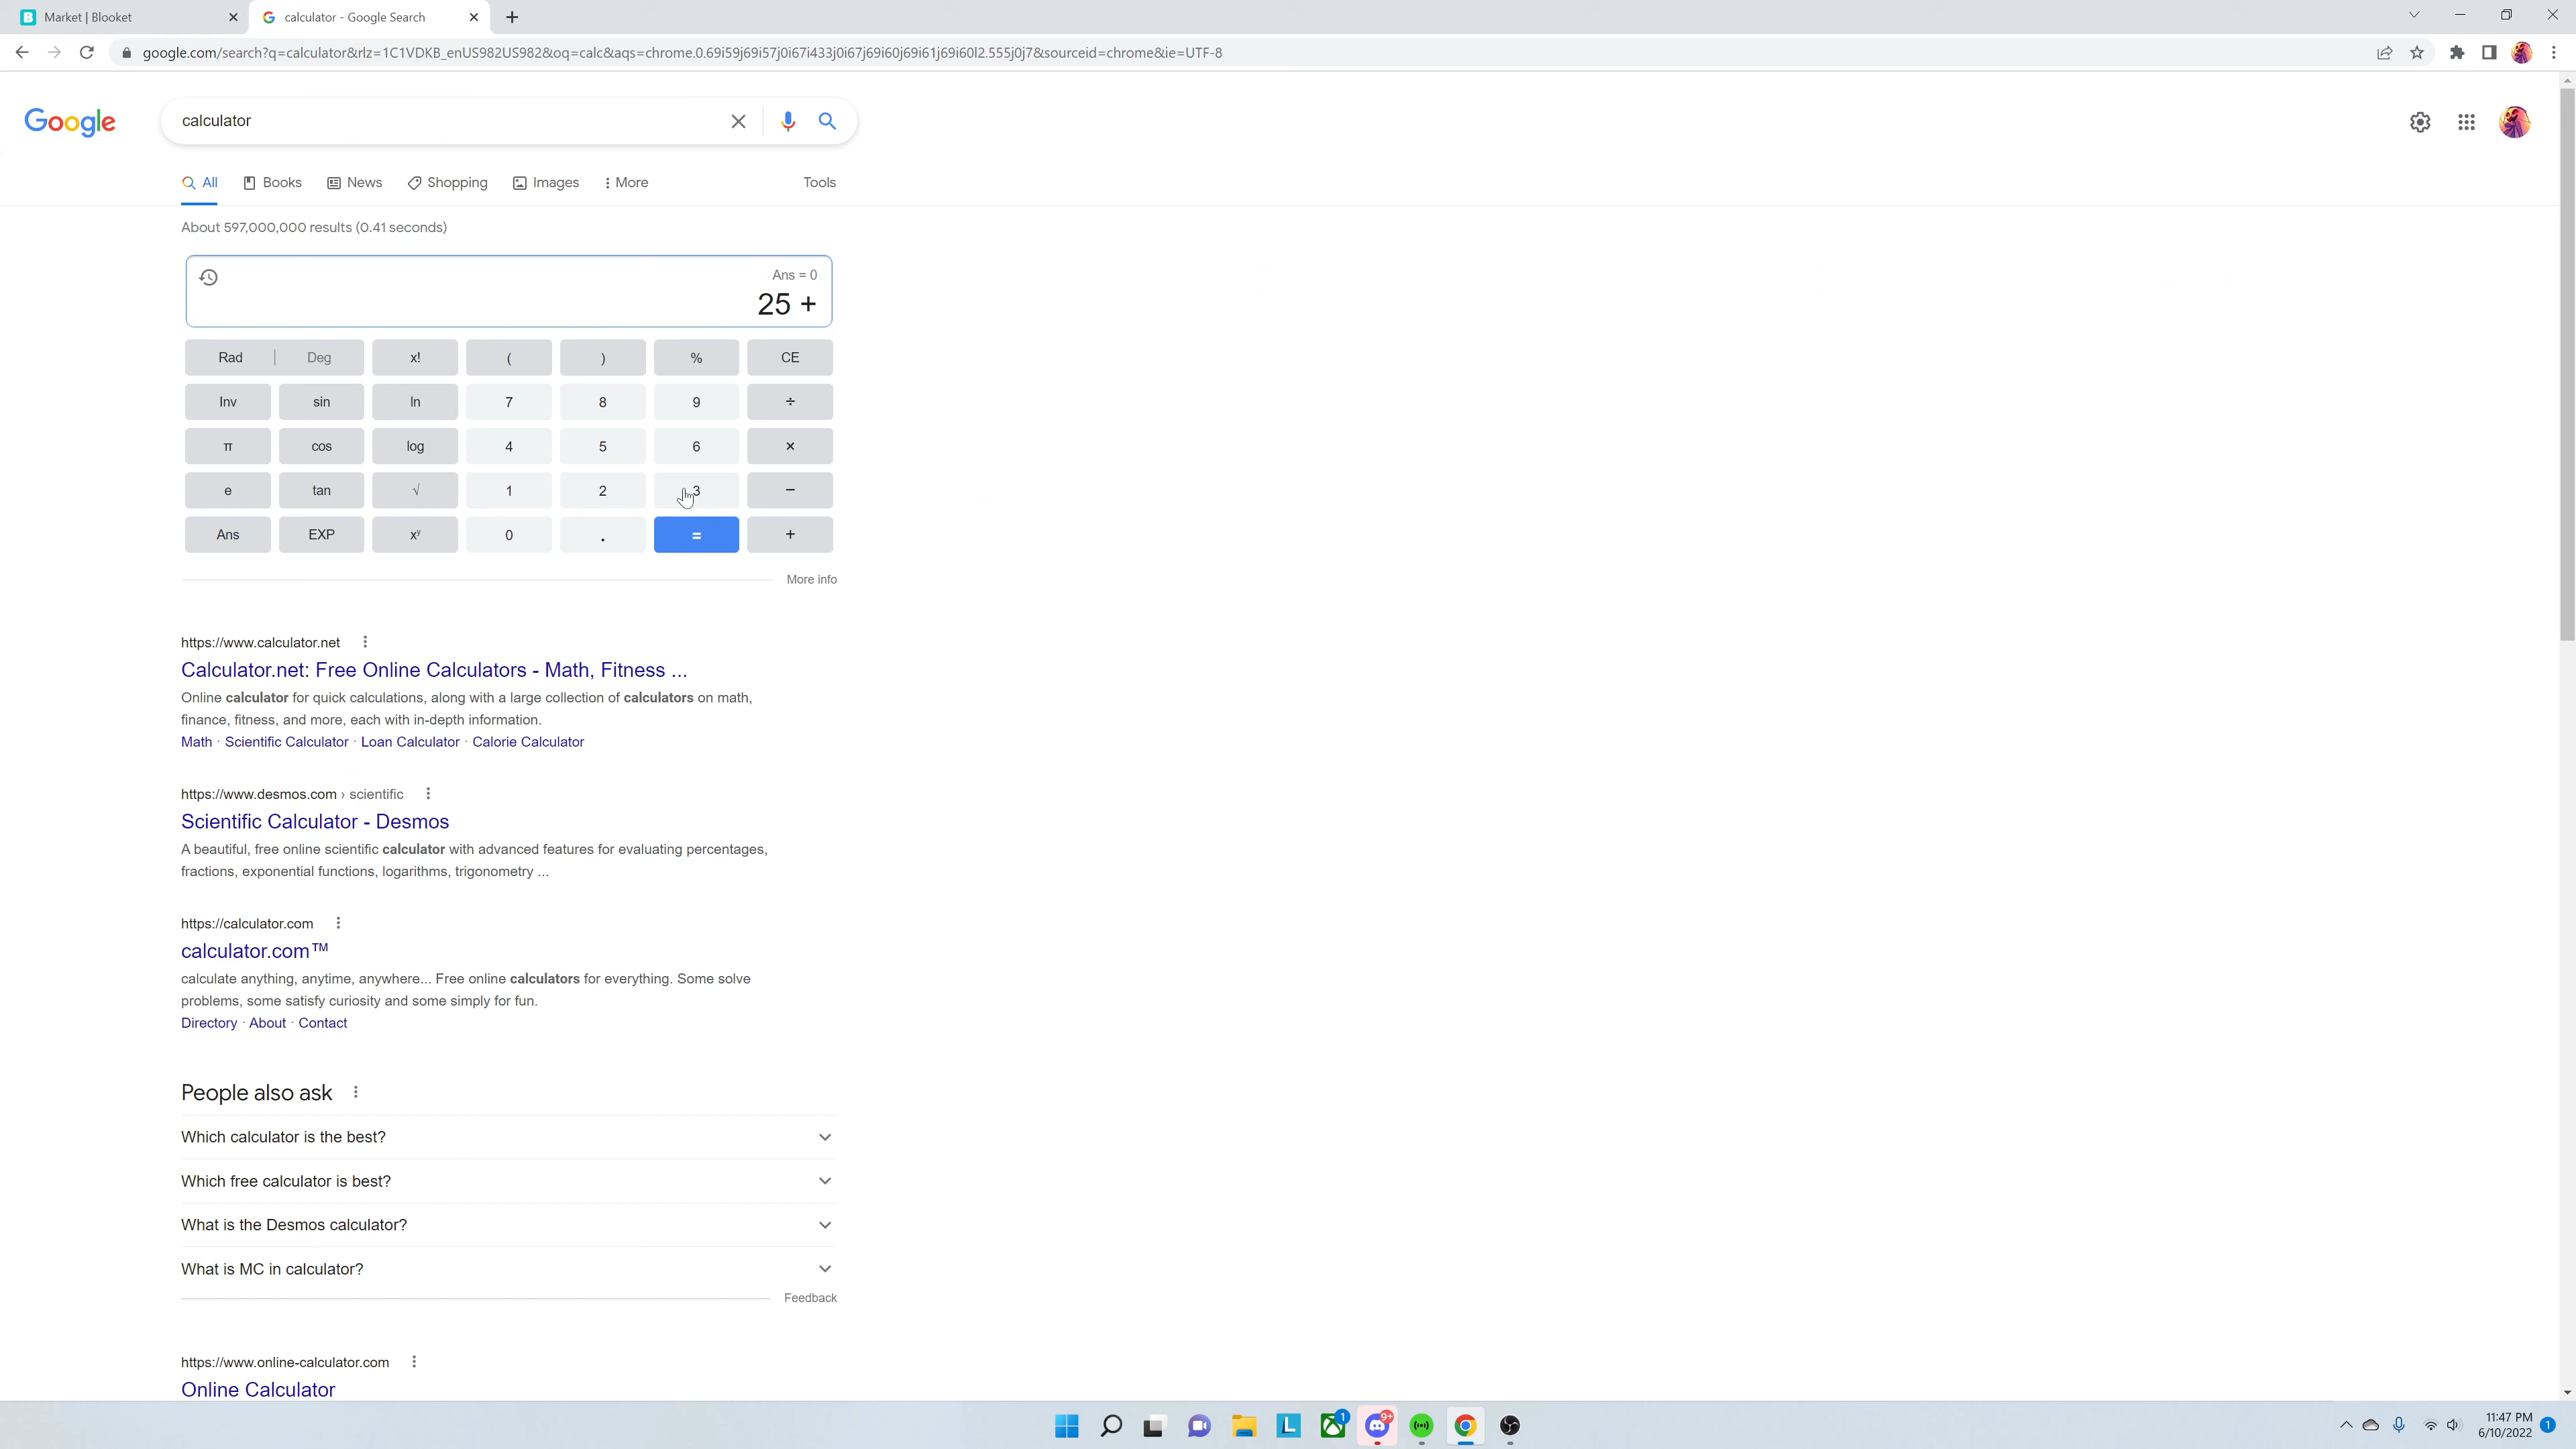 Market | Blooket
calculator - Google Search
google.com/search?q=calculator&rlz=1C1VDKB_enUS982US982&oq=calc&aqs=chrome.0.69i59j69i57j0i67i433j0i67j69i60j69i61j69i60l2.555j0j7&sourceid=chrome&ie=UTF-8
Google
calculator
All Books News Shopping Images More Tools
About 597,000,000 results (0.41 seconds)
Ans = 0
25 +
Rad | Deg x! ( ) % CE
Inv sin ln 7 8 9 ÷
π cos log 4 5 6 ×
e tan √ 1 2 3 −
Ans EXP xʸ 0 . = +
More info
https://www.calculator.net
Calculator.net: Free Online Calculators - Math, Fitness ...
Online calculator for quick calculations, along with a large collection of calculators on math,
finance, fitness, and more, each with in-depth information.
Math · Scientific Calculator · Loan Calculator · Calorie Calculator
https://www.desmos.com › scientific
Scientific Calculator - Desmos
A beautiful, free online scientific calculator with advanced features for evaluating percentages,
fractions, exponential functions, logarithms, trigonometry ...
https://calculator.com
calculator.com™
calculate anything, anytime, anywhere... Free online calculators for everything. Some solve
problems, some satisfy curiosity and some simply for fun.
Directory · About · Contact
People also ask
Which calculator is the best?
Which free calculator is best?
What is the Desmos calculator?
What is MC in calculator?
Feedback
https://www.online-calculator.com
Online Calculator
L
1
9+
11:47 PM
6/10/2022
1